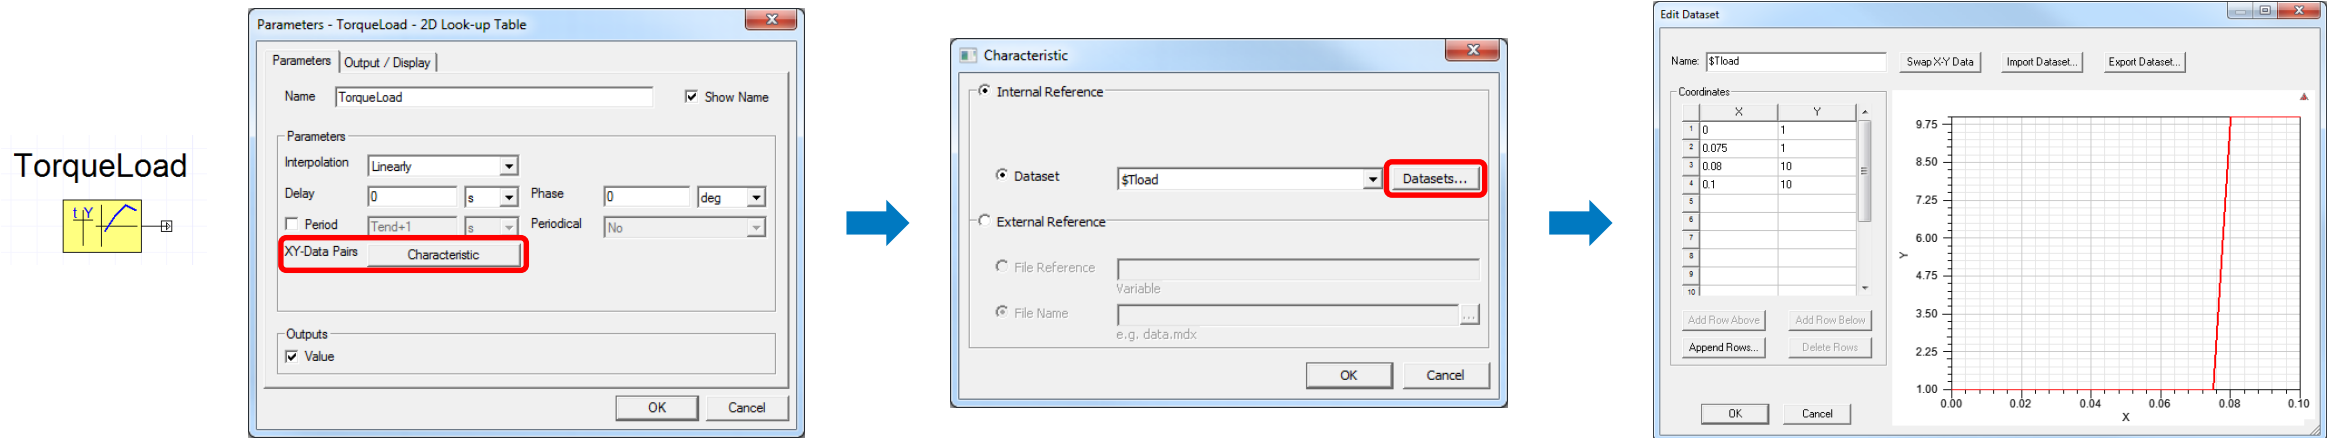 TorqueLoad
t Y
Parameters - TorqueLoad - 2D Look-up Table
Parameters
Output / Display
Name
TorqueLoad
Show Name
Parameters
Interpolation
Linearly
Delay
0
s
Phase
0
deg
Period
Tend+1
s
Periodical
No
XY-Data Pairs
Characteristic
Outputs
Value
OK
Cancel
Characteristic
Internal Reference
Dataset
$Tload
Datasets...
External Reference
File Reference
Variable
File Name
...
e.g. data.mdx
OK
Cancel
Edit Dataset
Name:
$Tload
Swap X-Y Data
Import Dataset...
Export Dataset...
Coordinates
X Y
1 0 1
2 0.075 1
3 0.08 10
4 0.1 10
5
6
7
8
9
10
Add Row Above
Add Row Below
Append Rows...
Delete Rows
OK
Cancel
9.75
8.50
7.25
6.00
Y
4.75
3.50
2.25
1.00
0.00 0.02 0.04 0.06 0.08 0.10
X